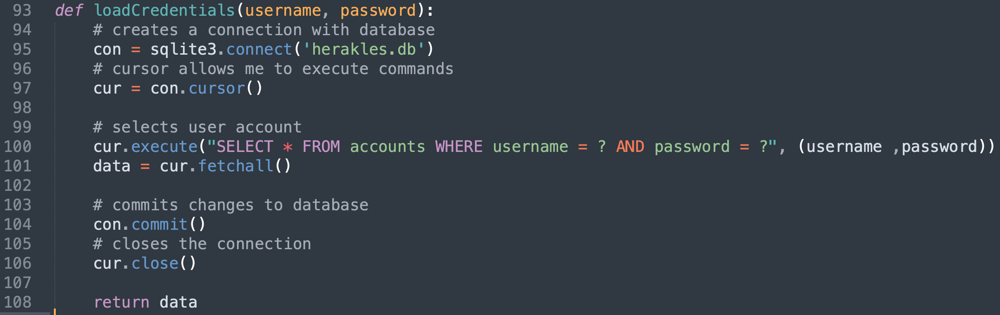 93 def loadCredentials(username, password):
94 # creates a connection with database
95 con = sqlite3.connect('herakles.db')
96 # cursor allows me to execute commands
97 cur = con.cursor()
98
99 # selects user account
100 cur.execute("SELECT * FROM accounts WHERE username = ? AND password = ?", (username ,password))
101 data = cur.fetchall()
102
103 # commits changes to database
104 con.commit()
105 # closes the connection
106 cur.close()
107
108 return data